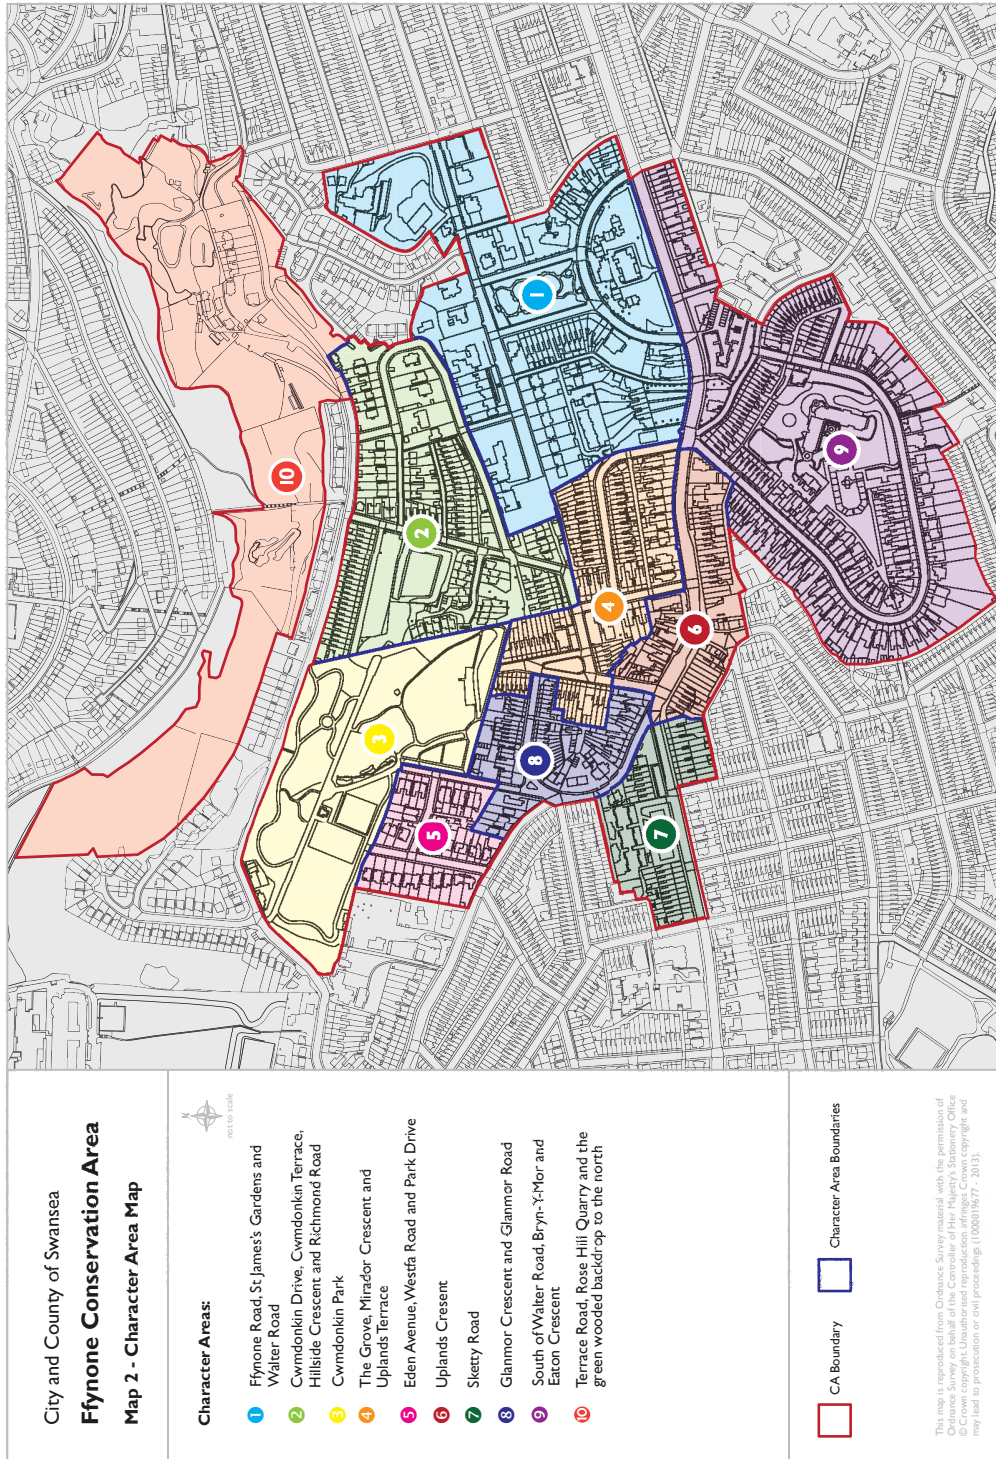 City and County of Swansea
Ffynone Conservation Area
Map 2 - Character Area Map
N
not to scale
Character Areas:
1 Ffynone Road, St James's Gardens and
Walter Road
2 Cwmdonkin Drive, Cwmdonkin Terrace,
Hillside Crescent and Richmond Road
3 Cwmdonkin Park
4 The Grove, Mirador Crescent and
Uplands Terrace
5 Eden Avenue, Westfa Road and Park Drive
6 Uplands Cresent
7 Sketty Road
8 Glanmor Crescent and Glanmor Road
9 South of Walter Road, Bryn-Y-Mor and
Eaton Crescent
10 Terrace Road, Rose Hill Quarry and the
green wooded backdrop to the north
CA Boundary
Character Area Boundaries
This map is reproduced from Ordnance Survey material with the permission of
Ordnance Survey on behalf of the Controller of Her Majesty's Stationery Office
© Crown copyright. Unauthorised reproduction infringes Crown copyright and
may lead to prosecution or civil proceedings (1000019677 - 2013).
1
2
3
4
5
6
7
8
9
10